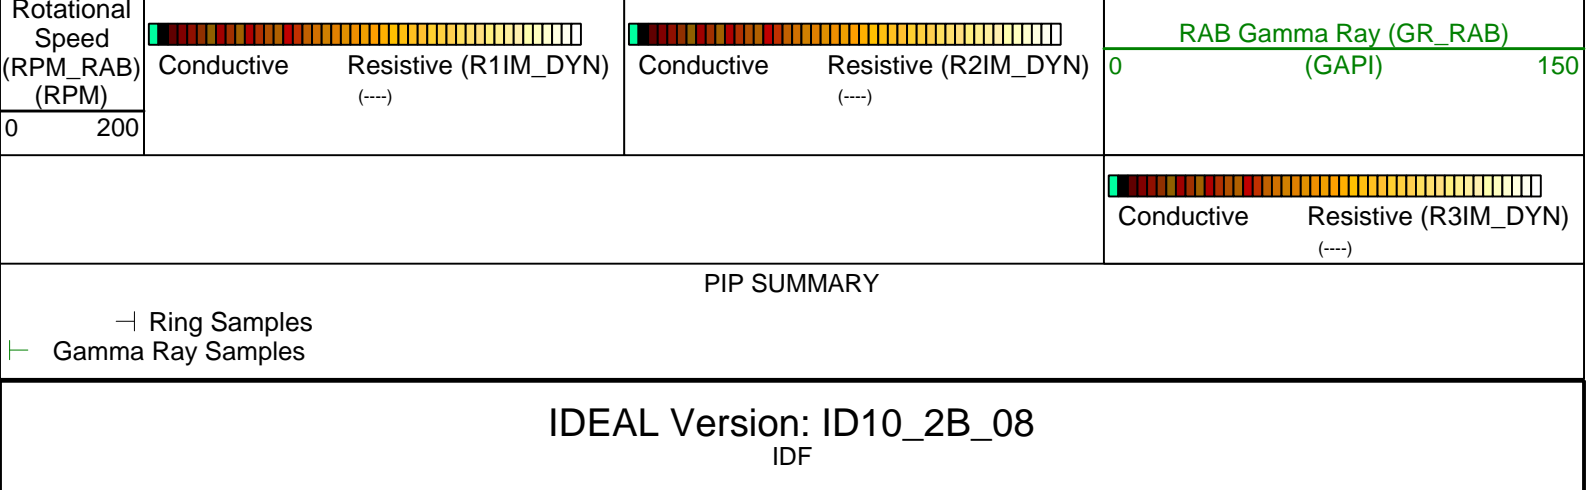 Rotational
Speed
(RPM_RAB)
(RPM)
0 200
Conductive Resistive (R1IM_DYN)
(----)
Conductive Resistive (R2IM_DYN)
(----)
RAB Gamma Ray (GR_RAB)
0 (GAPI) 150
Conductive Resistive (R3IM_DYN)
(----)
PIP SUMMARY
Ring Samples
Gamma Ray Samples
IDEAL Version: ID10_2B_08
IDF